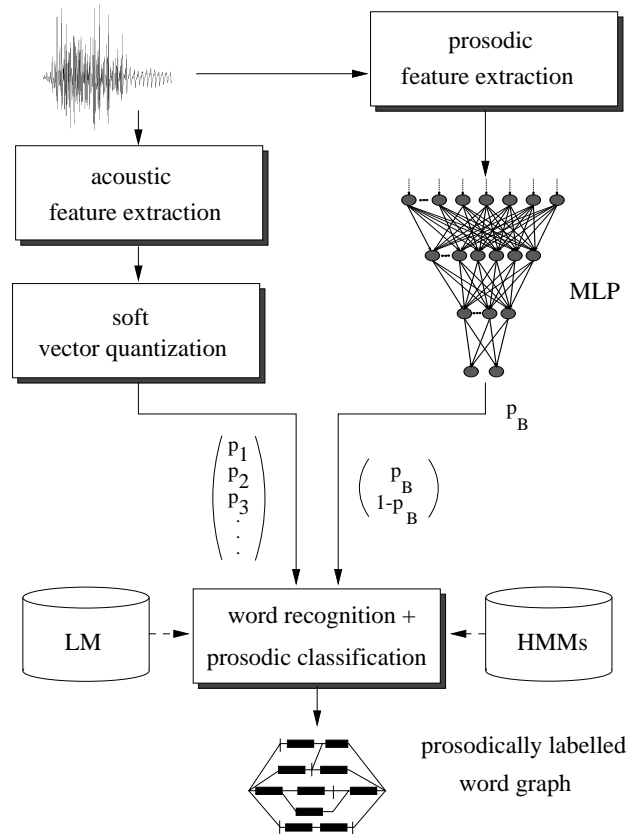 prosodic
feature extraction
acoustic
feature extraction
soft
vector quantization
MLP
p_B
p_1
p_2
p_3
.
.
.
p_B
1-p_B
LM
word recognition +
prosodic classification
HMMs
prosodically labelled
word graph